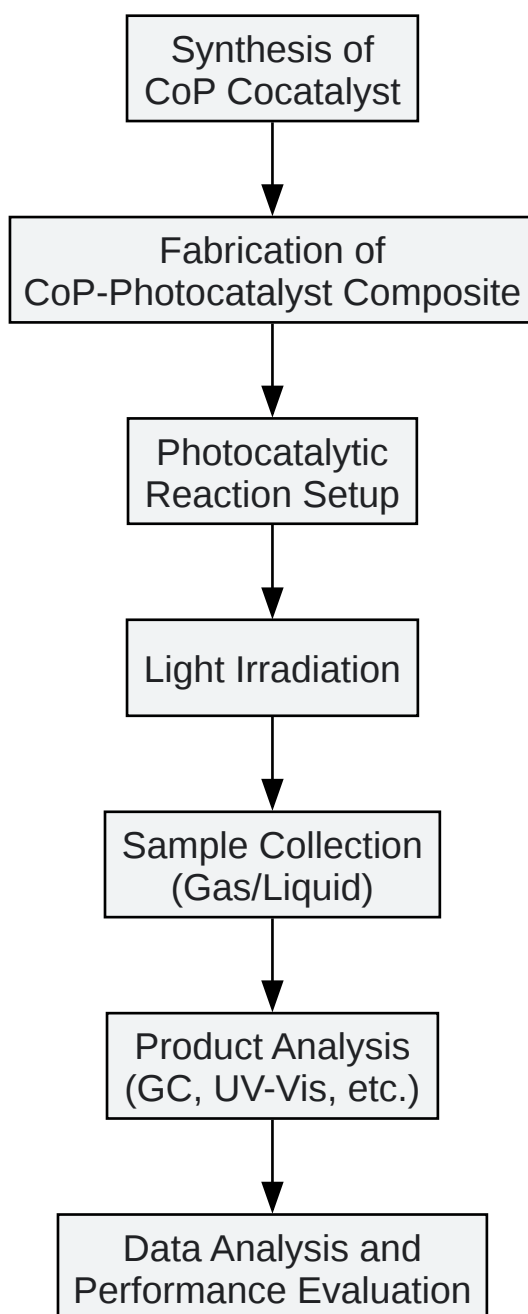 Synthesis of
CoP Cocatalyst
Fabrication of
CoP-Photocatalyst Composite
Photocatalytic
Reaction Setup
Light Irradiation
Sample Collection
(Gas/Liquid)
Product Analysis
(GC, UV-Vis, etc.)
Data Analysis and
Performance Evaluation